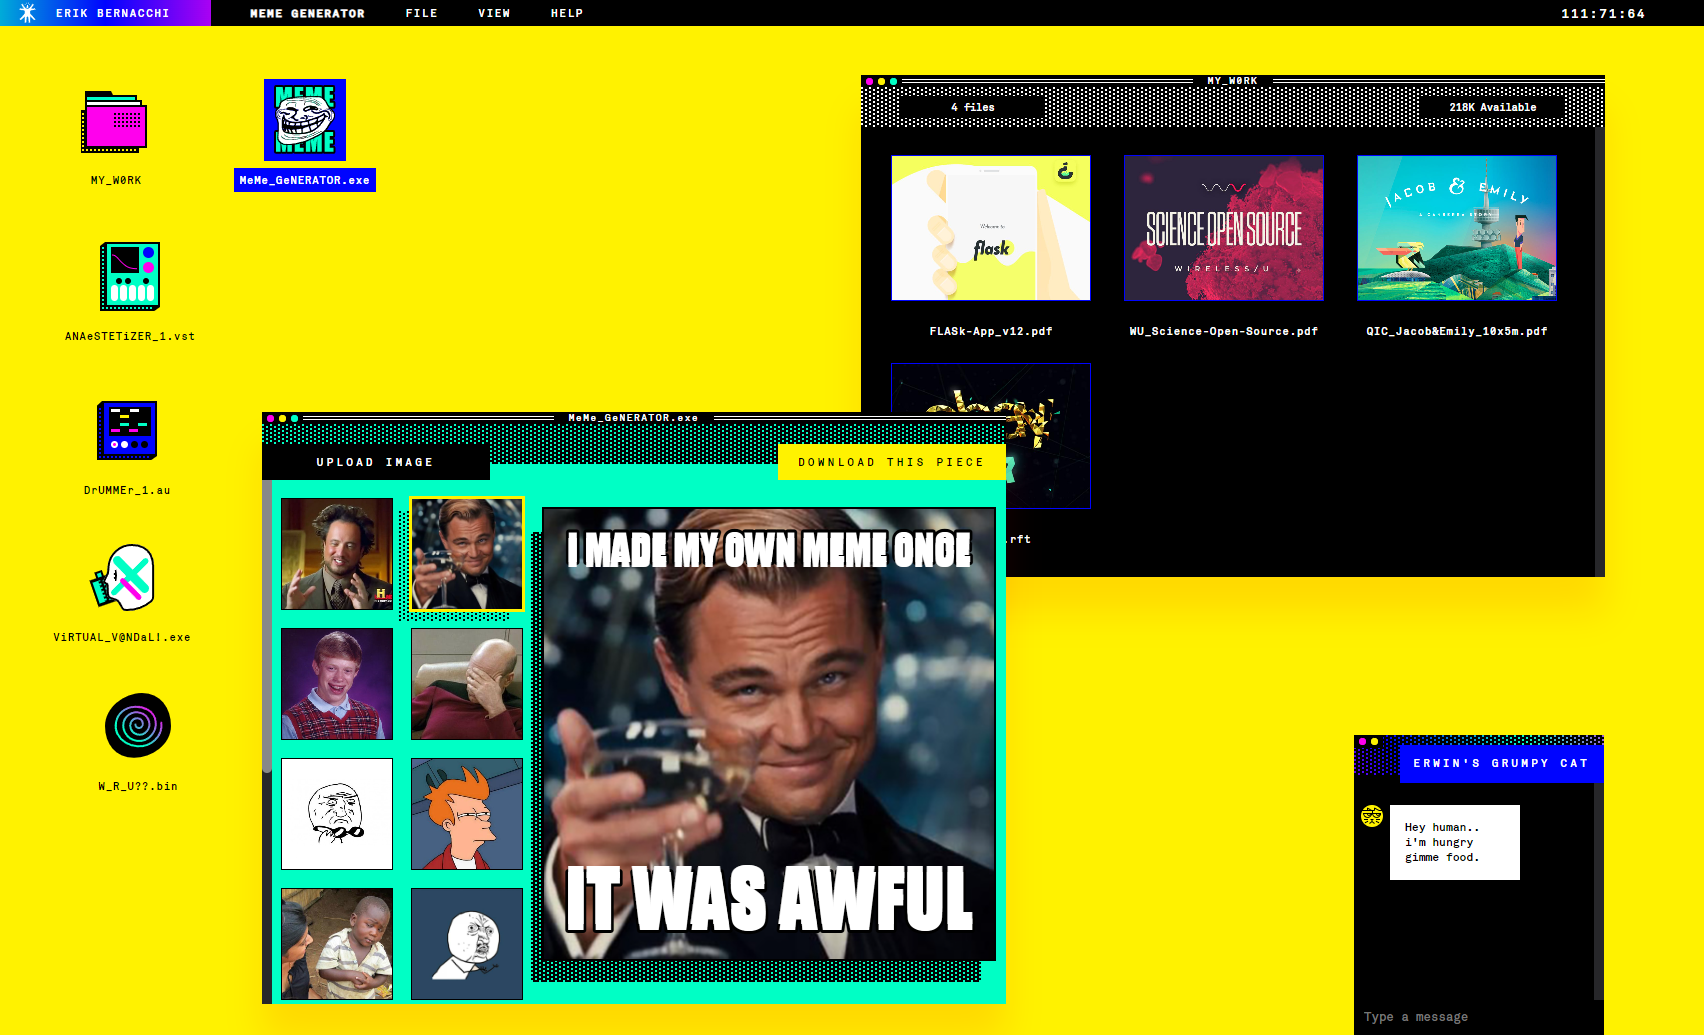 ERIK BERNACCHI
MEME GENERATOR FILE VIEW HELP
111:71:64
MY_W0RK
MeMe_GeNERATOR.exe
ANAeSTETiZER_1.vst
DrUMMEr_1.au
ViRTUAL_V@NDaL!.exe
W_R_U??.bin
MEME
MEME
MY_W0RK
4 files
218K Available
Welcome to
flask
SCIENCE OPEN SOURCE
WIRELESS/U
JACOB & EMILY
A CANBERRA STORY
FLASk-App_v12.pdf
WU_Science-Open-Source.pdf
QIC_Jacob&Emily_10x5m.pdf
.rft
MeMe_GeNERATOR.exe
UPLOAD IMAGE
DOWNLOAD THIS PIECE
H
I MADE MY OWN MEME ONCE
IT WAS AWFUL
ERWIN'S GRUMPY CAT
Hey human..
i'm hungry
gimme food.
Type a message